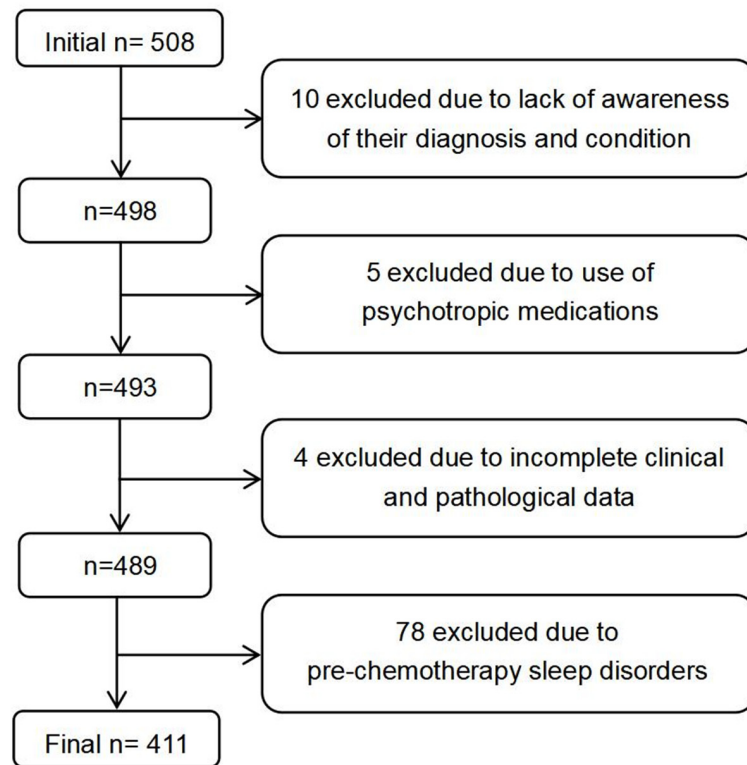 Initial n= 508
10 excluded due to lack of awareness
of their diagnosis and condition
n=498
5 excluded due to use of
psychotropic medications
n=493
4 excluded due to incomplete clinical
and pathological data
n=489
78 excluded due to
pre-chemotherapy sleep disorders
Final n= 411